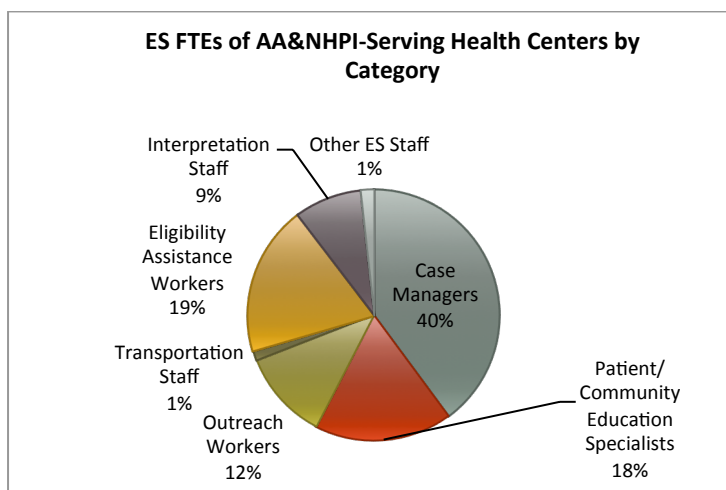 ES FTEs of AA&NHPI-Serving Health Centers by
Category
Interpretation
Staff
9%
Other ES Staff
1%
Eligibility
Assistance
Workers
19%
Case
Managers
40%
Transportation
Staff
1%
Patient/
Community
Education
Specialists
18%
Outreach
Workers
12%